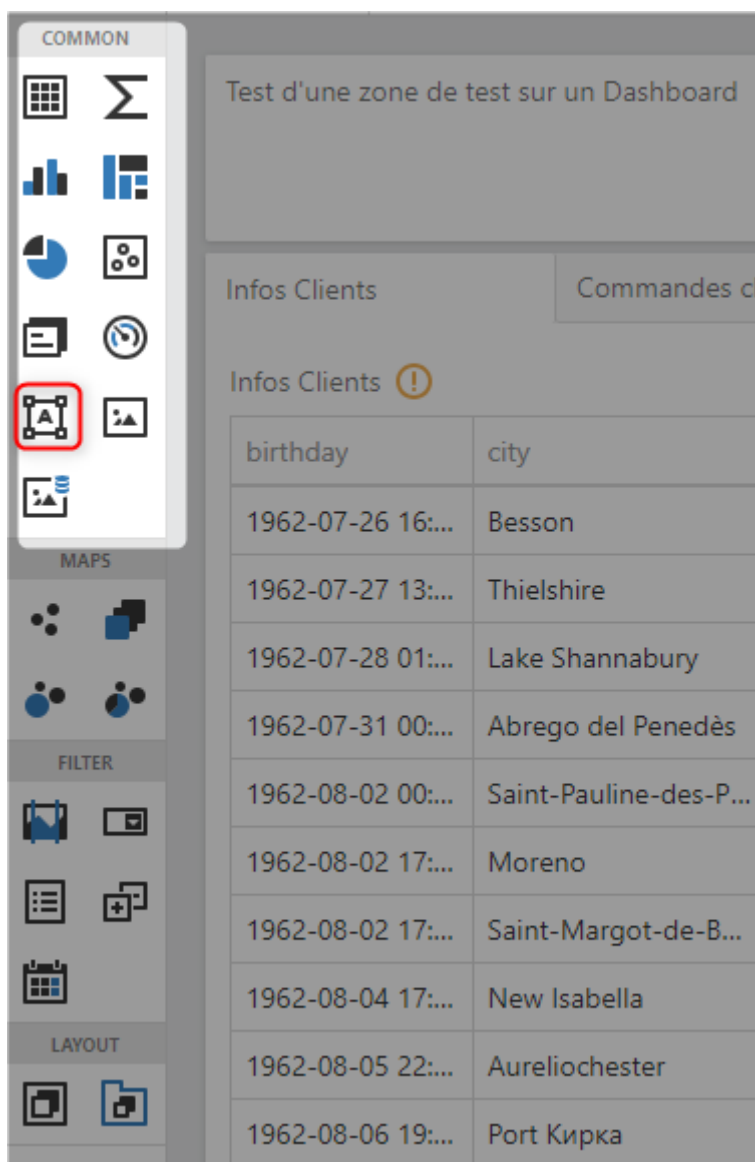 COMMON
Test d'une zone de test sur un Dashboard
Infos Clients
Commandes cl
Infos Clients
A
birthday city
1962-07-26 16:... Besson
1962-07-27 13:... Thielshire
1962-07-28 01:... Lake Shannabury
MAPS
1962-07-31 00:... Abrego del Penedès
FILTER
1962-08-02 00:... Saint-Pauline-des-P...
1962-08-02 17:... Moreno
1962-08-02 17:... Saint-Margot-de-B...
1962-08-04 17:... New Isabella
LAYOUT
1962-08-05 22:... Aureliochester
1962-08-06 19:... Port Кирка